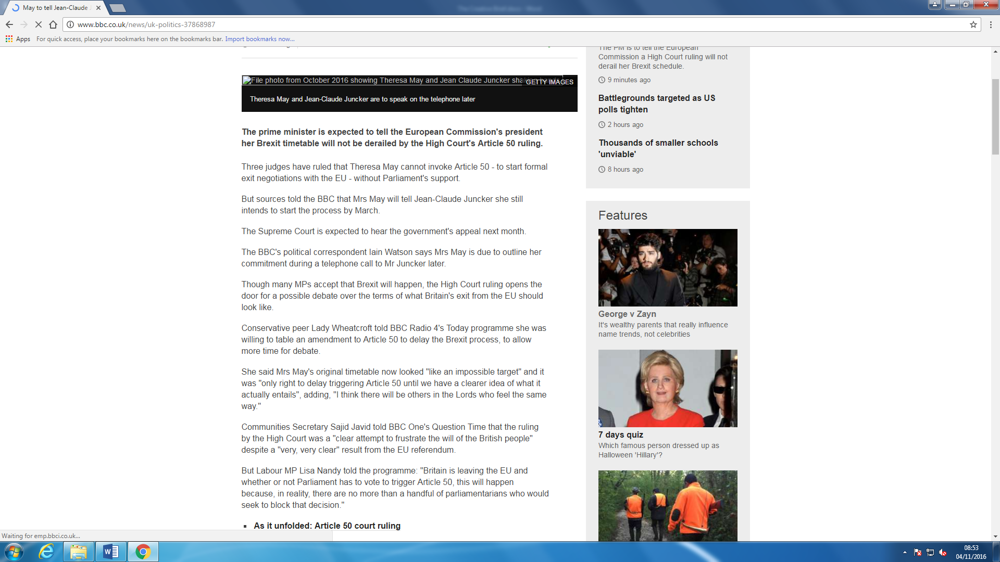 May to tell Jean-Claude J
The Creative Brief.docx - Word
www.bbc.co.uk/news/uk-politics-37868987
Apps For quick access, place your bookmarks here on the bookmarks bar. Import bookmarks now...
File photo from October 2016 showing Theresa May and Jean Claude Juncker shaking hands
GETTY IMAGES
Theresa May and Jean-Claude Juncker are to speak on the telephone later
The prime minister is expected to tell the European Commission's president
her Brexit timetable will not be derailed by the High Court's Article 50 ruling.
Three judges have ruled that Theresa May cannot invoke Article 50 - to start formal
exit negotiations with the EU - without Parliament's support.
But sources told the BBC that Mrs May will tell Jean-Claude Juncker she still
intends to start the process by March.
The Supreme Court is expected to hear the government's appeal next month.
The BBC's political correspondent Iain Watson says Mrs May is due to outline her
commitment during a telephone call to Mr Juncker later.
Though many MPs accept that Brexit will happen, the High Court ruling opens the
door for a possible debate over the terms of what Britain's exit from the EU should
look like.
Conservative peer Lady Wheatcroft told BBC Radio 4's Today programme she was
willing to table an amendment to Article 50 to delay the Brexit process, to allow
more time for debate.
She said Mrs May's original timetable now looked "like an impossible target" and it
was "only right to delay triggering Article 50 until we have a clearer idea of what it
actually entails", adding, "I think there will be others in the Lords who feel the same
way."
Communities Secretary Sajid Javid told BBC One's Question Time that the ruling
by the High Court was a "clear attempt to frustrate the will of the British people"
despite a "very, very clear" result from the EU referendum.
But Labour MP Lisa Nandy told the programme: "Britain is leaving the EU and
whether or not Parliament has to vote to trigger Article 50, this will happen
because, in reality, there are no more than a handful of parliamentarians who would
seek to block that decision."
As it unfolded: Article 50 court ruling
The PM is to tell the European
Commission a High Court ruling will not
derail her Brexit schedule.
9 minutes ago
Battlegrounds targeted as US
polls tighten
2 hours ago
Thousands of smaller schools
'unviable'
8 hours ago
Features
George v Zayn
It's wealthy parents that really influence
name trends, not celebrities
7 days quiz
Which famous person dressed up as
Halloween 'Hillary'?
Waiting for emp.bbci.co.uk...
08:53
04/11/2016